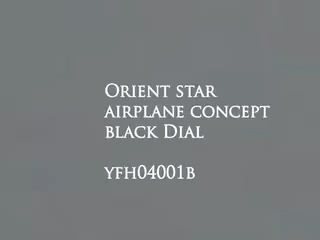 Orient star
airplane concept
black Dial
yfh04001b